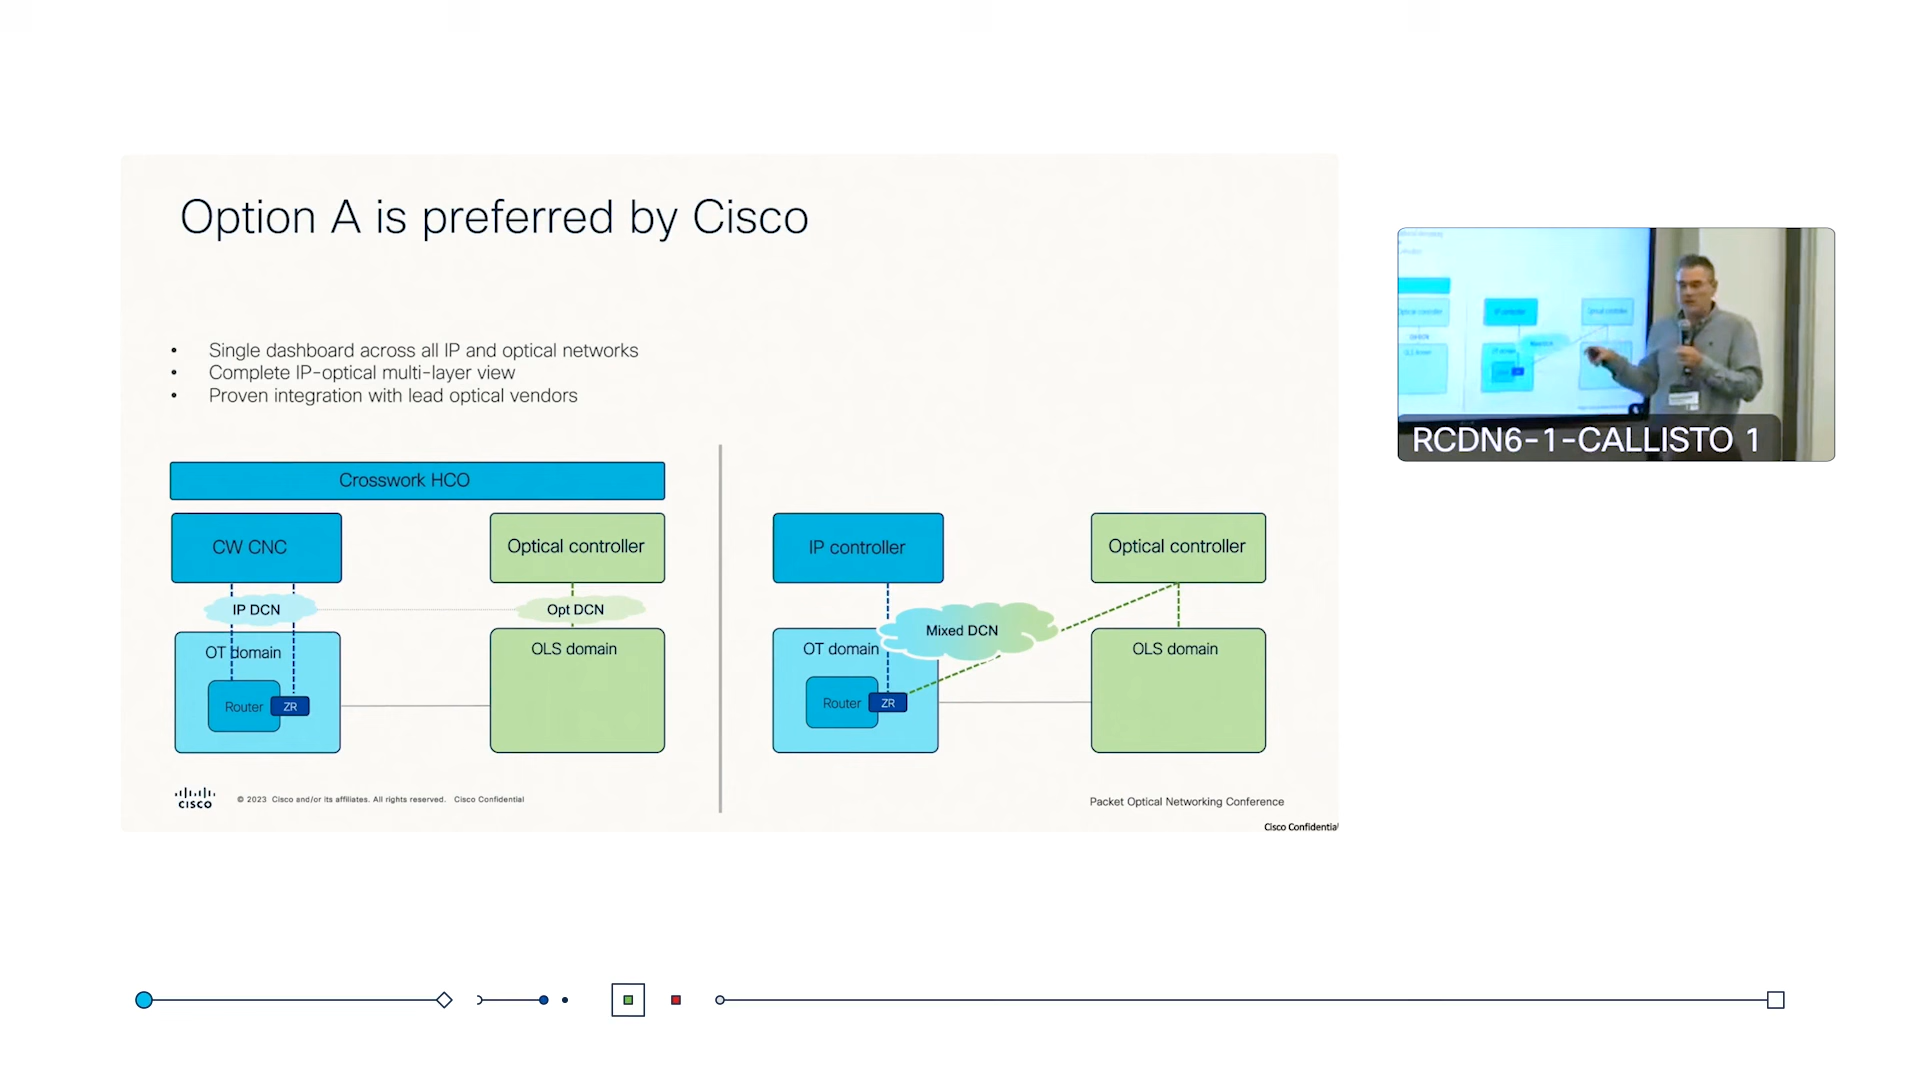 Option A is preferred by Cisco
• Single dashboard across all IP and optical networks
• Complete IP-optical multi-layer view
• Proven integration with lead optical vendors
Crosswork HCO
CW CNC
Optical controller
IP DCN
Opt DCN
OT domain
OLS domain
Router
ZR
IP controller
Optical controller
Mixed DCN
OT domain
OLS domain
Router
ZR
CISCO
© 2023 Cisco and/or its affiliates. All rights reserved. Cisco Confidential
Packet Optical Networking Conference
Cisco Confidential
RCDN6-1-CALLISTO 1